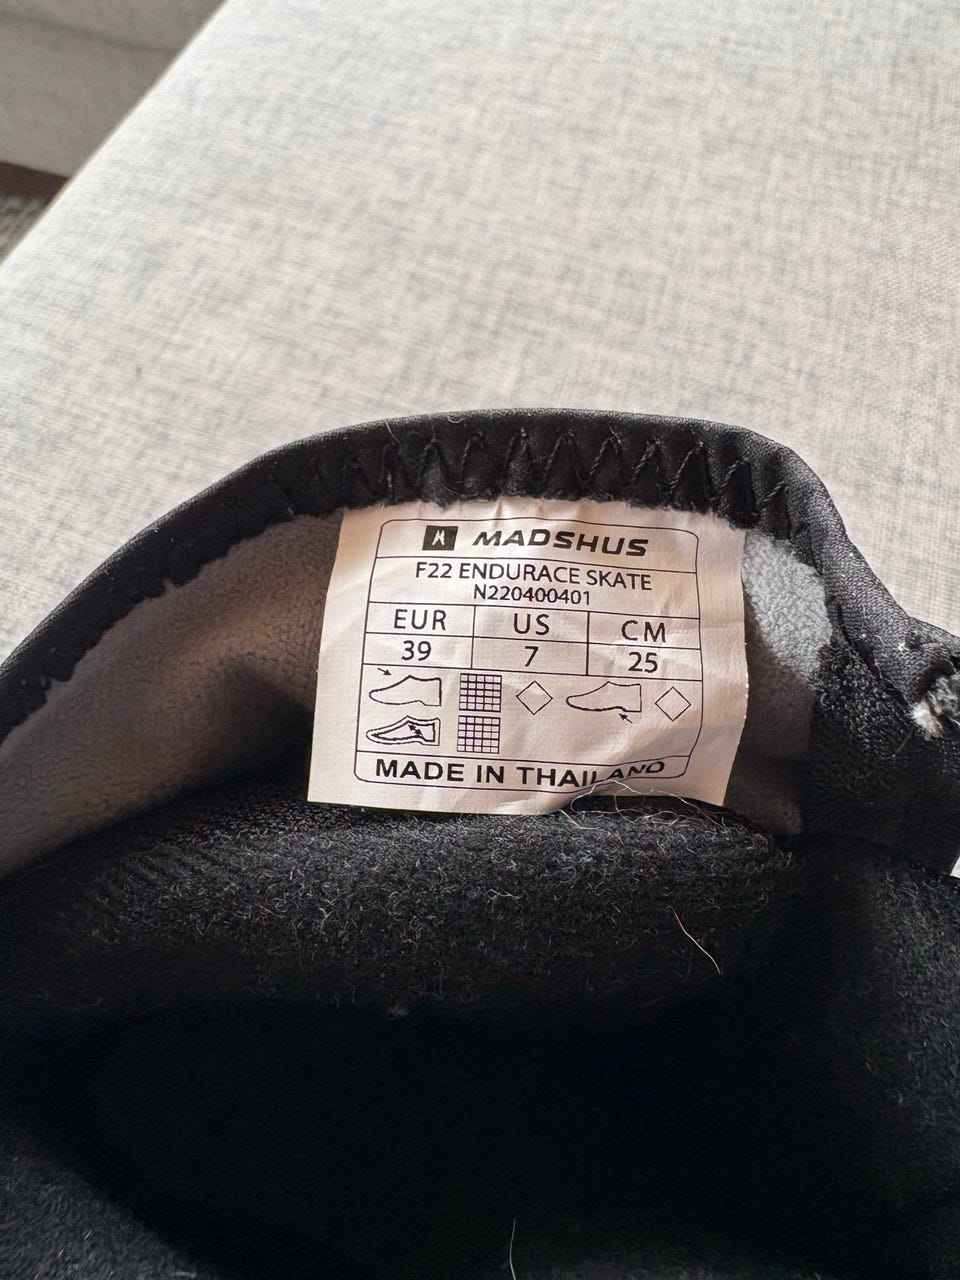 MADSHUS
F22 ENDURACE SKATE
N220400401
EUR US CM
39 7 25
MADE IN THAILAND